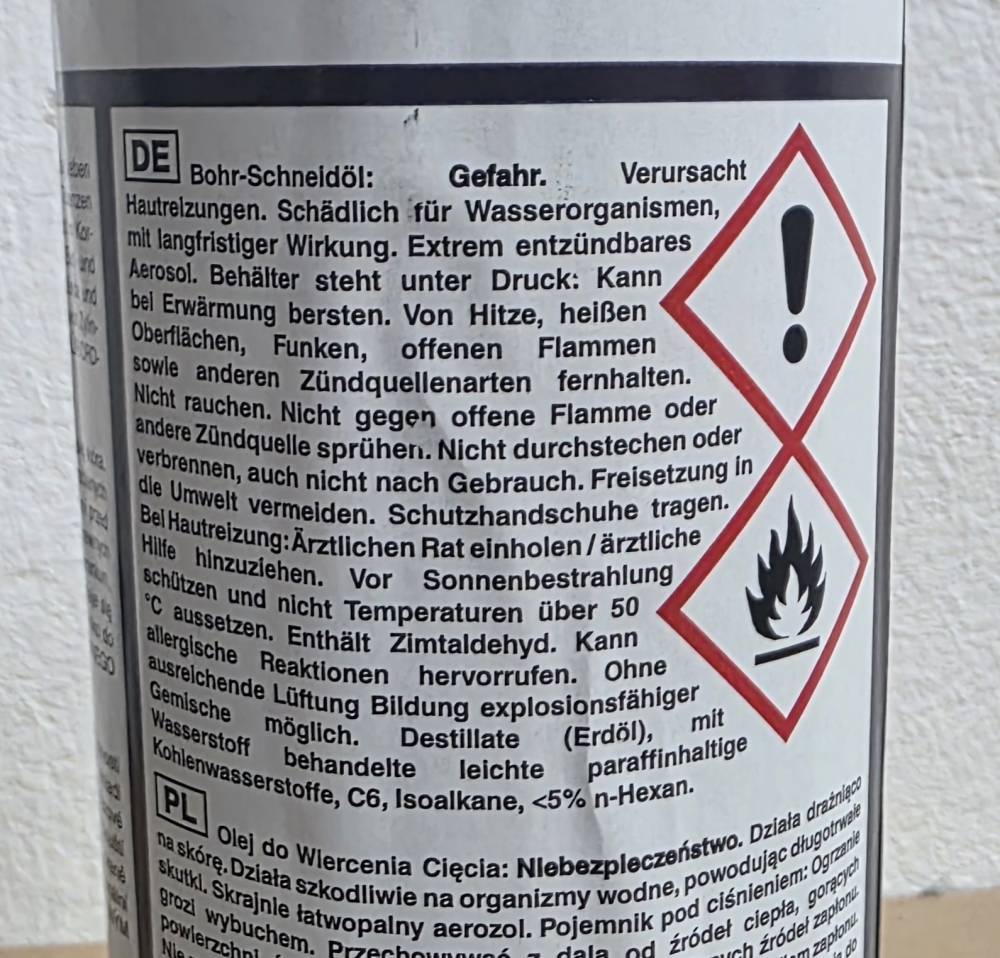 DE
Bohr-Schneidöl: Gefahr. Verursacht
Hautreizungen. Schädlich für Wasserorganismen,
mit langfristiger Wirkung. Extrem entzündbares
Aerosol. Behälter steht unter Druck: Kann
bei Erwärmung bersten. Von Hitze, heißen
Oberflächen, Funken, offenen Flammen
sowie anderen Zündquellenarten fernhalten.
Nicht rauchen. Nicht gegen offene Flamme oder
andere Zündquelle sprühen. Nicht durchstechen oder
verbrennen, auch nicht nach Gebrauch. Freisetzung in
die Umwelt vermeiden. Schutzhandschuhe tragen.
Bei Hautreizung: Ärztlichen Rat einholen / ärztliche
Hilfe hinzuziehen. Vor Sonnenbestrahlung
schützen und nicht Temperaturen über 50
°C aussetzen. Enthält Zimtaldehyd. Kann
allergische Reaktionen hervorrufen. Ohne
ausreichende Lüftung Bildung explosionsfähiger
Gemische möglich. Destillate (Erdöl), mit
Wasserstoff behandelte leichte paraffinhaltige
Kohlenwasserstoffe, C6, Isoalkane, <5% n-Hexan.
PL
Olej do Wiercenia Cięcia: Niebezpieczeństwo. Działa drażniąco
na skórę. Działa szkodliwie na organizmy wodne, powodując długotrwałe
skutki. Skrajnie łatwopalny aerozol. Pojemnik pod ciśnieniem: Ogrzanie
grozi wybuchem. Przechowywać z dala od źródeł ciepła, gorących
źródeł zapłonu.
zapłonu.
do